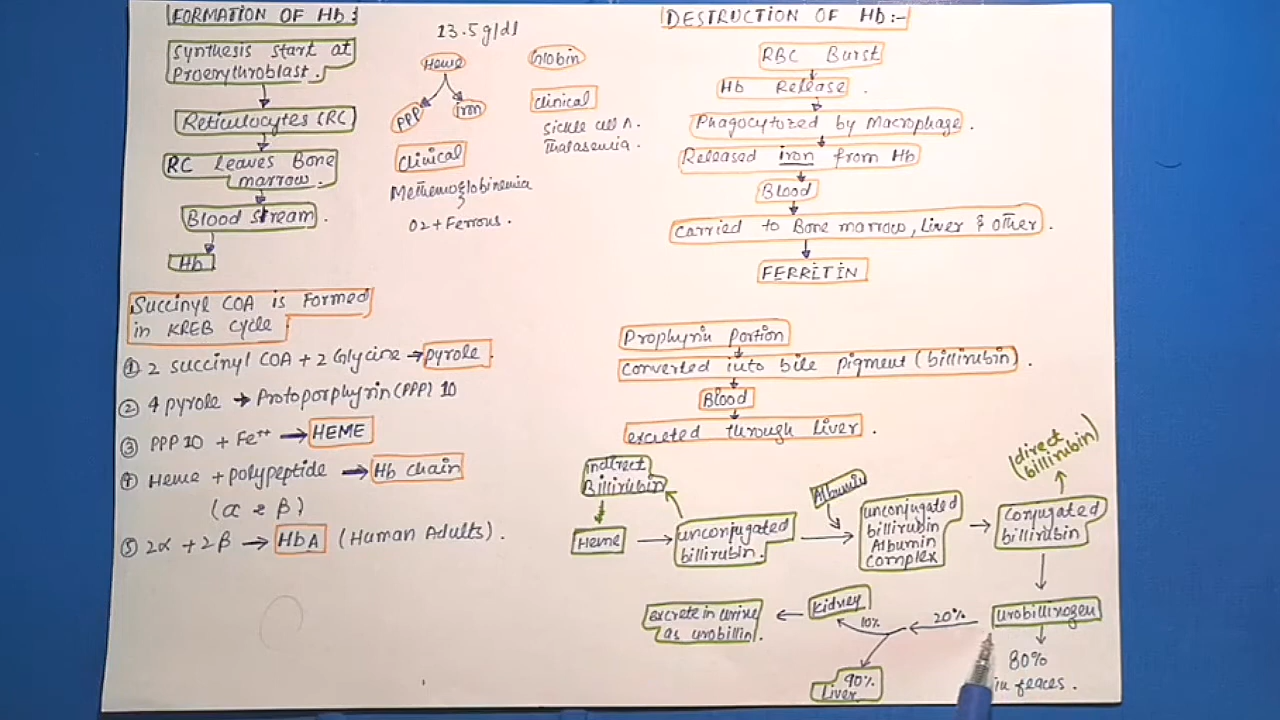 FORMATION OF Hb :
Synthesis start at
Proerythroblast.
Reticulocytes (RC)
RC Leaves Bone
marrow.
Blood stream.
Hb
13.5g/dl
Heme
PPP
iron
Clinical
Methemoglobinemia
O2 + Ferrous.
Globin
Clinical
Sickle cell A.
Thalasemia.
Succinyl COA is Formed
in KREB cycle
① 2 succinyl COA + 2 Glycine → pyrole.
② 4 pyrole → Protoporphyrin (PPP) 10
③ PPP 10 + Fe++ → HEME
④ Heme + polypeptide → Hb chain
(α 2 β)
⑤ 2α + 2β → HbA (Human Adults).
DESTRUCTION OF Hb:-
RBC Burst
Hb Release.
Phagocytozed by Macrophage.
Released iron from Hb
Blood
Carried to Bone marrow, Liver & other.
FERRITIN
Prophyrin Portion
Converted into bile pigment (billirubin).
Blood
excreted through Liver.
indirect
Billirubin
Heme → unconjugated
billirubin.
Albumin
unconjugated
billirubin
Albumin
complex
Conjugated
billirubin
(direct
billirubin)
urobillinogen
80%
in feaces.
20%
10%
Kidney
excrete in urine
as urobillin.
90%
Liver